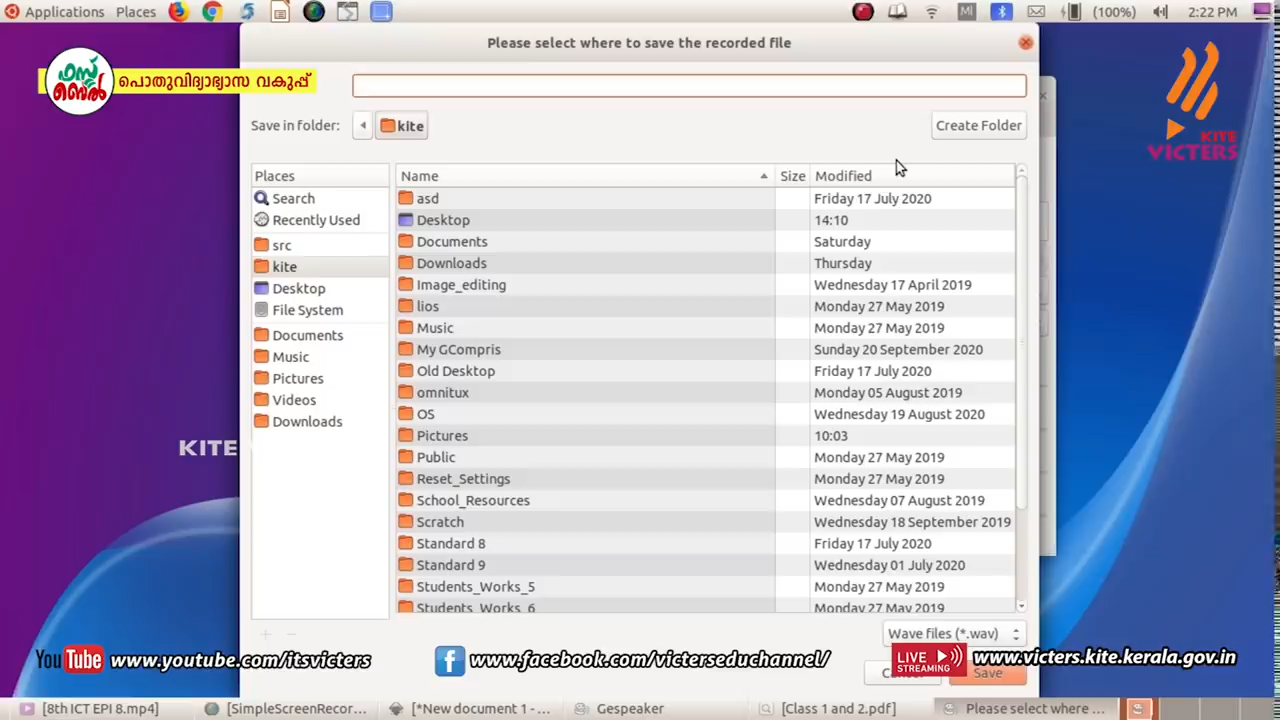 Applications Places
MI
(100%)
2:22 PM
Please select where to save the recorded file
ഫസ്റ്റ്
ബെൽ
പൊതുവിദ്യാഭ്യാസ വകുപ്പ്
KITE
VICTERS
Save in folder: kite
Create Folder
Places
Search
Recently Used
src
kite
Desktop
File System
Documents
Music
Pictures
Videos
Downloads
Name Size Modified
asd Friday 17 July 2020
Desktop 14:10
Documents Saturday
Downloads Thursday
Image_editing Wednesday 17 April 2019
lios Monday 27 May 2019
Music Monday 27 May 2019
My GCompris Sunday 20 September 2020
Old Desktop Friday 17 July 2020
omnitux Monday 05 August 2019
OS Wednesday 19 August 2020
Pictures 10:03
Public Monday 27 May 2019
Reset_Settings Monday 27 May 2019
School_Resources Wednesday 07 August 2019
Scratch Wednesday 18 September 2019
Standard 8 Friday 17 July 2020
Standard 9 Wednesday 01 July 2020
Students_Works_5 Monday 27 May 2019
Students_Works_6 Monday 27 May 2019
KITE
Wave files (*.wav)
YouTube www.youtube.com/itsvicters
f www.facebook.com/victerseduchannel/
LIVE STREAMING www.victers.kite.kerala.gov.in
Save
[8th ICT EPI 8.mp4] [SimpleScreenRecor... [*New document 1 -... Gespeaker [Class 1 and 2.pdf] Please select where ...